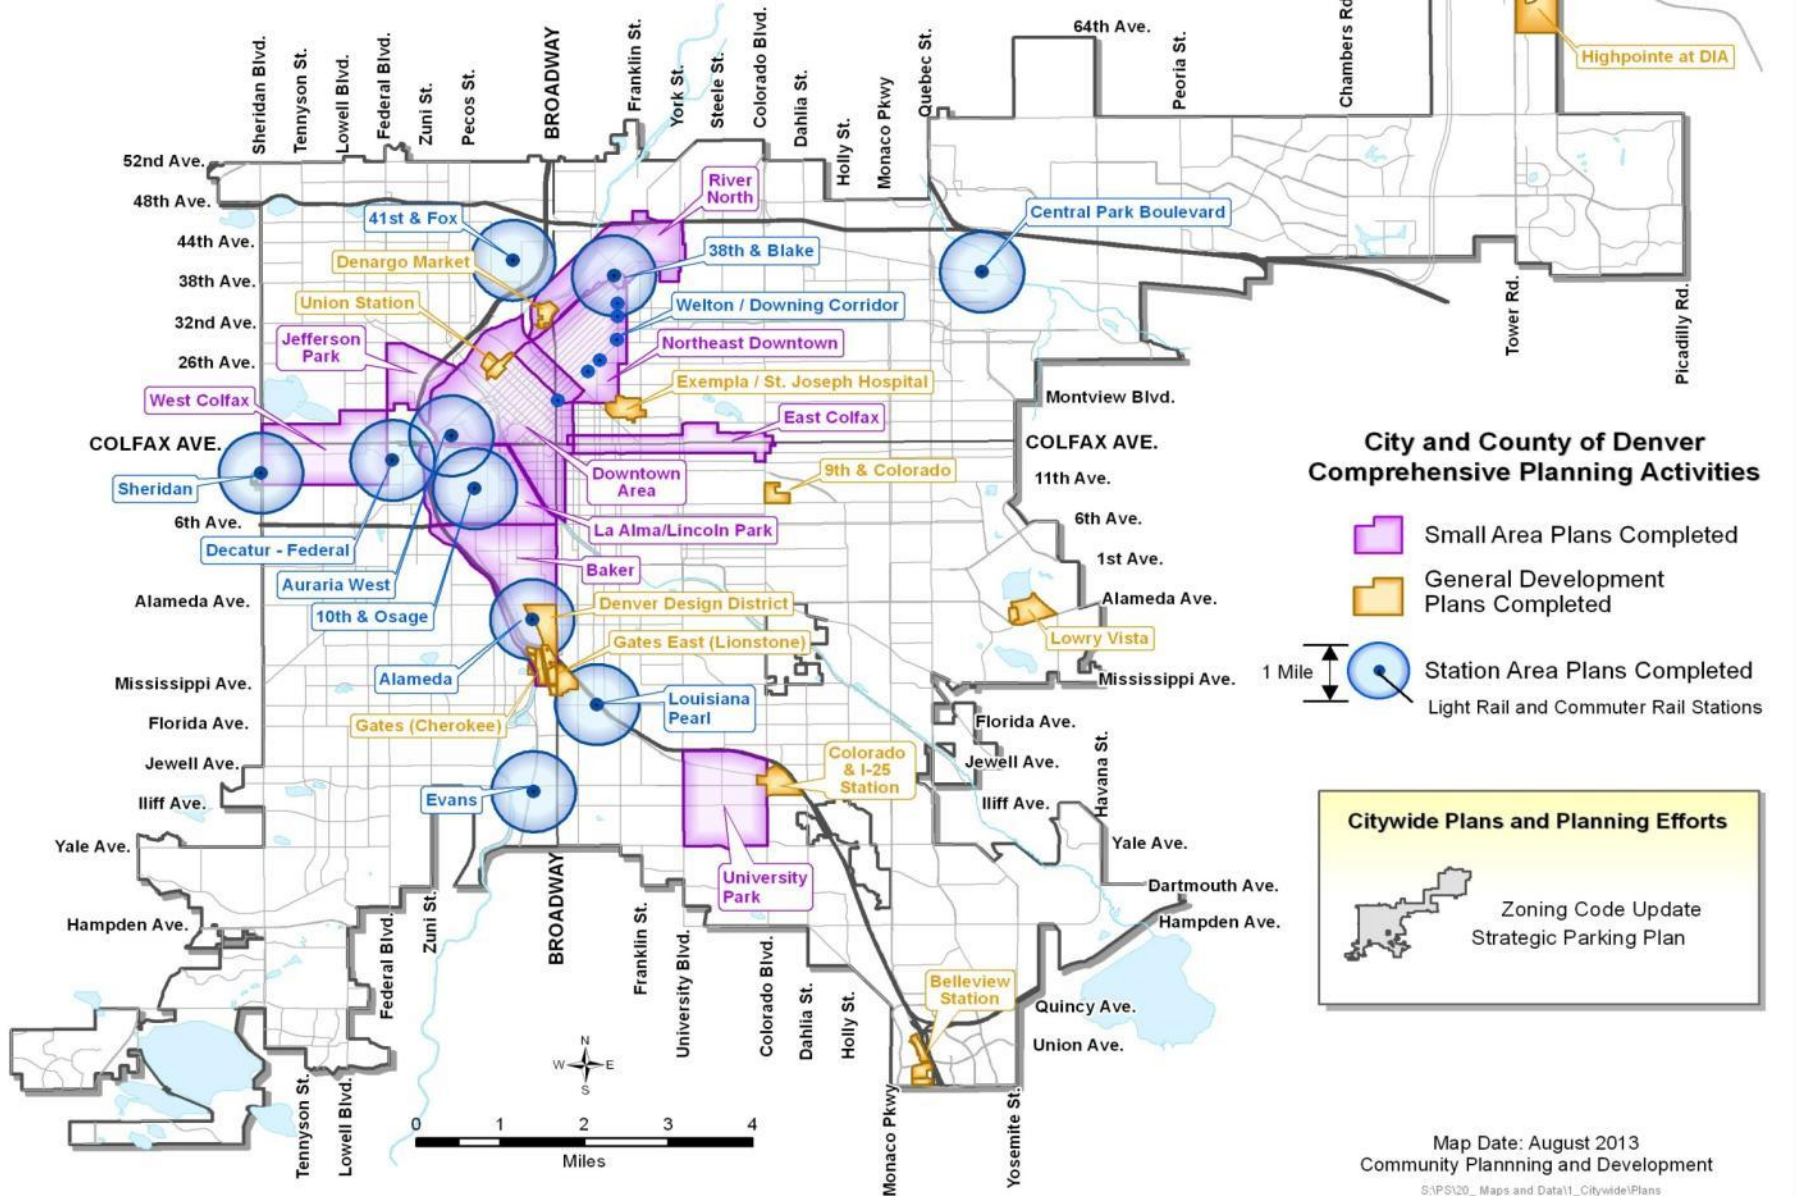 64th Ave.
Highpointe at DIA
Sheridan Blvd.
Tennyson St.
Lowell Blvd.
Federal Blvd.
Zuni St.
Pecos St.
BROADWAY
Franklin St.
York St.
Steele St.
Colorado Blvd.
Dahlia St.
Holly St.
Monaco Pkwy
Quebec St.
Peoria St.
Chambers Rd
52nd Ave.
48th Ave.
44th Ave.
38th Ave.
32nd Ave.
26th Ave.
COLFAX AVE.
6th Ave.
Alameda Ave.
Mississippi Ave.
Florida Ave.
Jewell Ave.
Iliff Ave.
Yale Ave.
Hampden Ave.
River
North
41st & Fox
Central Park Boulevard
38th & Blake
Denargo Market
Union Station
Welton / Downing Corridor
Jefferson
Park
Northeast Downtown
Exempla / St. Joseph Hospital
West Colfax
East Colfax
Sheridan
Downtown
Area
9th & Colorado
La Alma/Lincoln Park
Decatur - Federal
Baker
Auraria West
10th & Osage
Denver Design District
Gates East (Lionstone)
Alameda
Louisiana
Pearl
Gates (Cherokee)
Colorado
& I-25
Station
Evans
University
Park
Belleview
Station
Lowry Vista
Tower Rd.
Picadilly Rd.
Montview Blvd.
COLFAX AVE.
11th Ave.
6th Ave.
1st Ave.
Alameda Ave.
Mississippi Ave.
Florida Ave.
Jewell Ave.
Iliff Ave.
Havana St.
Yale Ave.
Dartmouth Ave.
Hampden Ave.
Quincy Ave.
Union Ave.
Tennyson St.
Lowell Blvd.
Federal Blvd.
Zuni St.
BROADWAY
Franklin St.
University Blvd.
Colorado Blvd.
Dahlia St.
Holly St.
Monaco Pkwy
Yosemite St.
N
W E
S
0 1 2 3 4
Miles
City and County of Denver
Comprehensive Planning Activities
Small Area Plans Completed
General Development
Plans Completed
1 Mile
Station Area Plans Completed
Light Rail and Commuter Rail Stations
Citywide Plans and Planning Efforts
Zoning Code Update
Strategic Parking Plan
Map Date: August 2013
Community Plannning and Development
S:\PS\20_ Maps and Data\1_Citywide\Plans